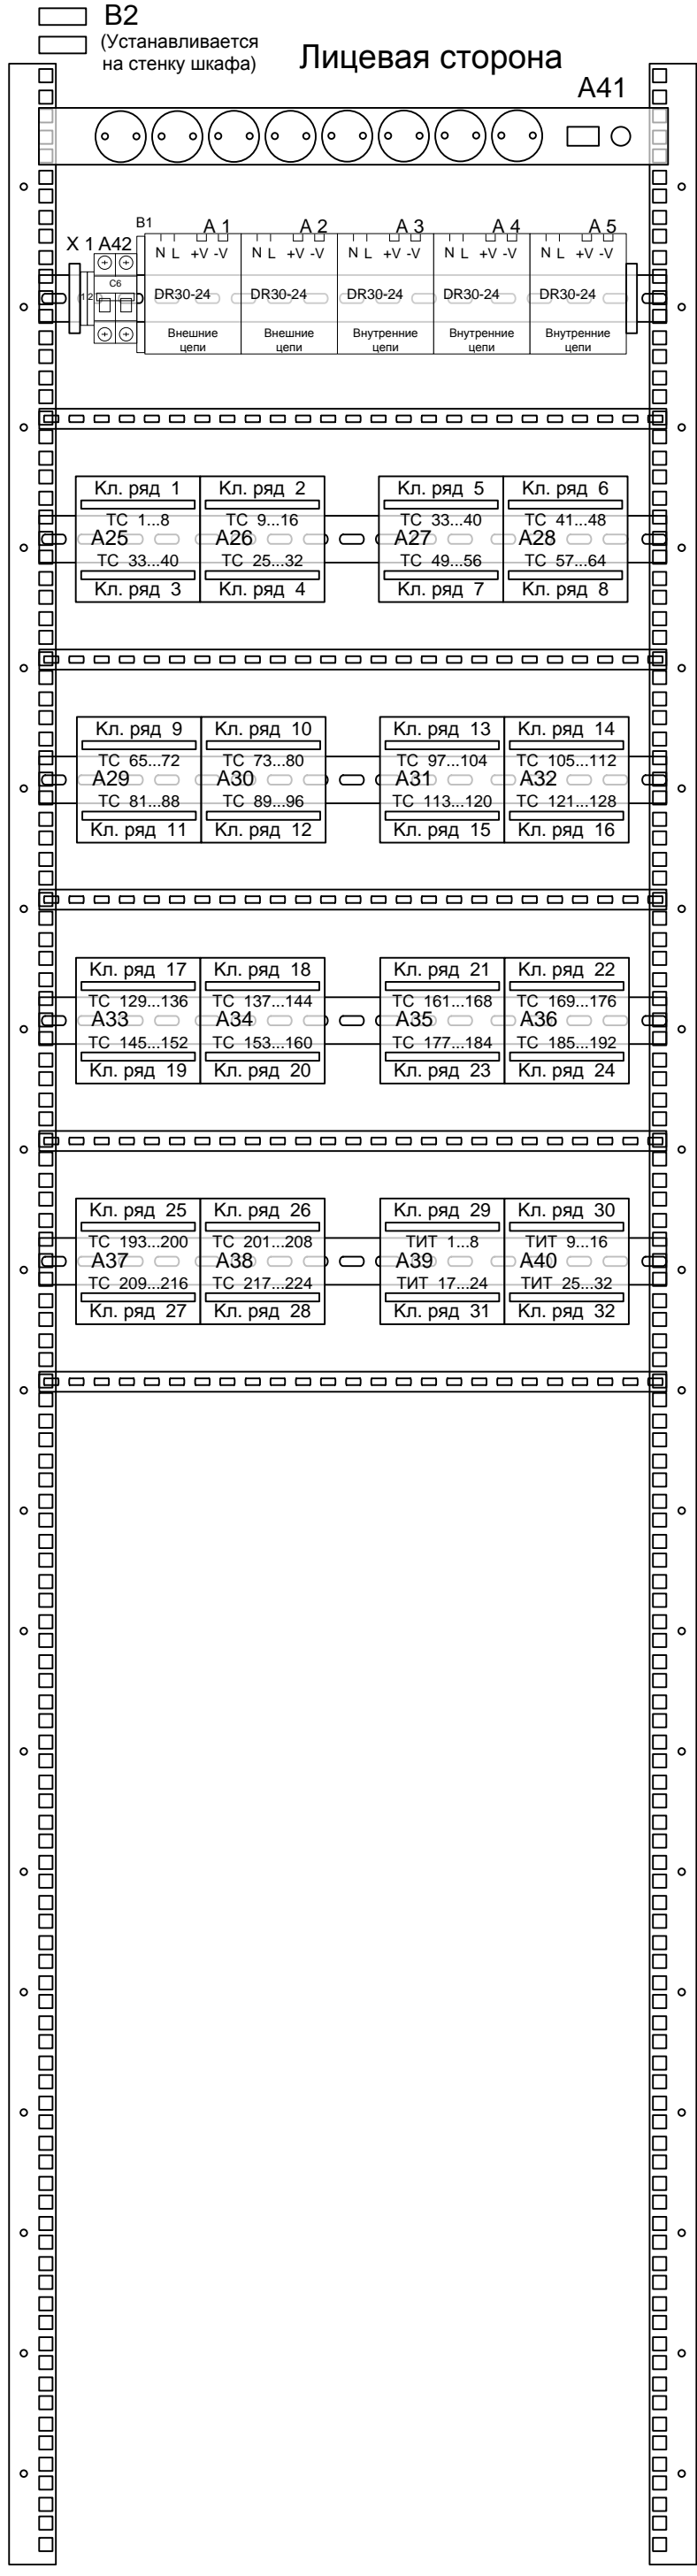 B2
(Устанавливается
на стенку шкафа)
Лицевая сторона
A41
X 1 A42 B1 A 1 A 2 A 3 A 4 A 5
N L +V -V N L +V -V N L +V -V N L +V -V N L +V -V
C6
1 2
DR30-24 DR30-24 DR30-24 DR30-24 DR30-24
Внешние Внешние Внутренние Внутренние Внутренние
цепи цепи цепи цепи цепи
Кл. ряд 1 Кл. ряд 2 Кл. ряд 5 Кл. ряд 6
ТС 1...8 ТС 9...16 ТС 33...40 ТС 41...48
A25 A26 A27 A28
ТС 33...40 ТС 25...32 ТС 49...56 ТС 57...64
Кл. ряд 3 Кл. ряд 4 Кл. ряд 7 Кл. ряд 8
Кл. ряд 9 Кл. ряд 10 Кл. ряд 13 Кл. ряд 14
ТС 65...72 ТС 73...80 ТС 97...104 ТС 105...112
A29 A30 A31 A32
ТС 81...88 ТС 89...96 ТС 113...120 ТС 121...128
Кл. ряд 11 Кл. ряд 12 Кл. ряд 15 Кл. ряд 16
Кл. ряд 17 Кл. ряд 18 Кл. ряд 21 Кл. ряд 22
ТС 129...136 ТС 137...144 ТС 161...168 ТС 169...176
A33 A34 A35 A36
ТС 145...152 ТС 153...160 ТС 177...184 ТС 185...192
Кл. ряд 19 Кл. ряд 20 Кл. ряд 23 Кл. ряд 24
Кл. ряд 25 Кл. ряд 26 Кл. ряд 29 Кл. ряд 30
ТС 193...200 ТС 201...208 ТИТ 1...8 ТИТ 9...16
A37 A38 A39 A40
ТС 209...216 ТС 217...224 ТИТ 17...24 ТИТ 25...32
Кл. ряд 27 Кл. ряд 28 Кл. ряд 31 Кл. ряд 32